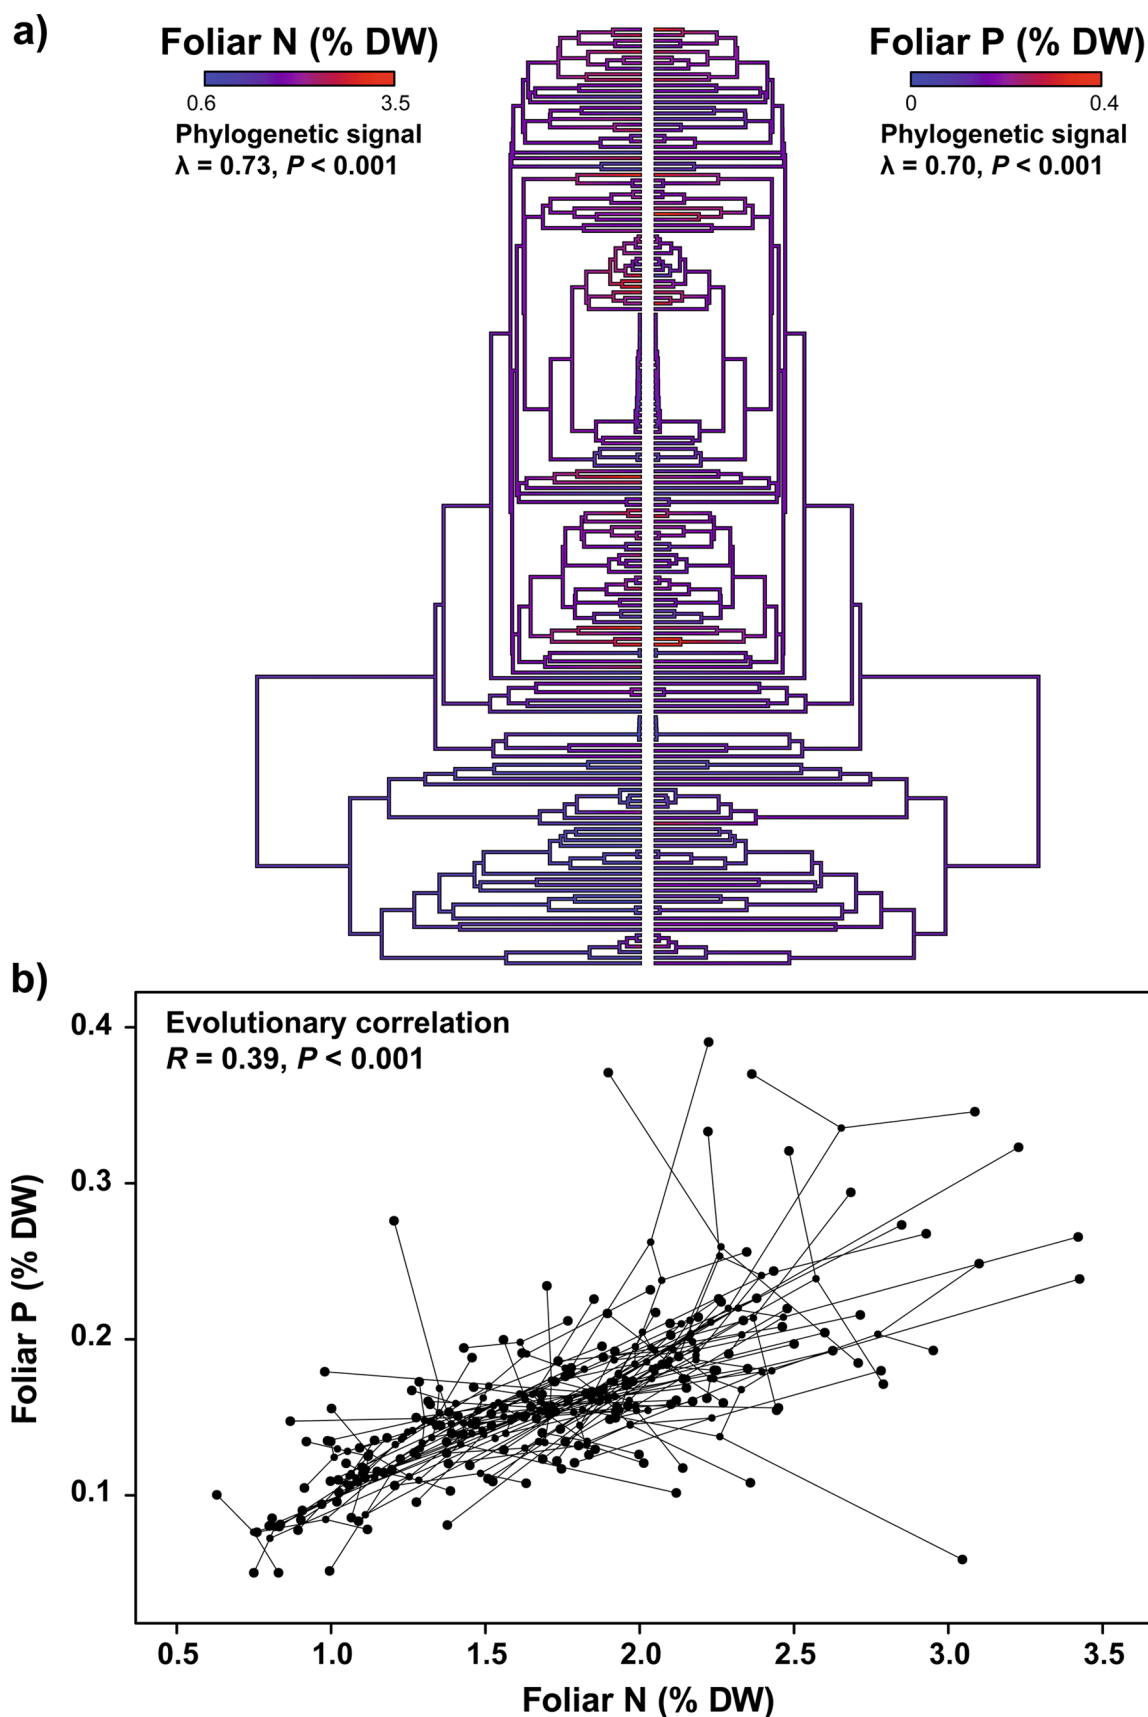 a)
Foliar N (% DW)
0.6 3.5
Phylogenetic signal
λ = 0.73, P < 0.001
Foliar P (% DW)
0 0.4
Phylogenetic signal
λ = 0.70, P < 0.001
b)
Evolutionary correlation
R = 0.39, P < 0.001
Foliar P (% DW)
0.4
0.3
0.2
0.1
0.5 1.0 1.5 2.0 2.5 3.0 3.5
Foliar N (% DW)